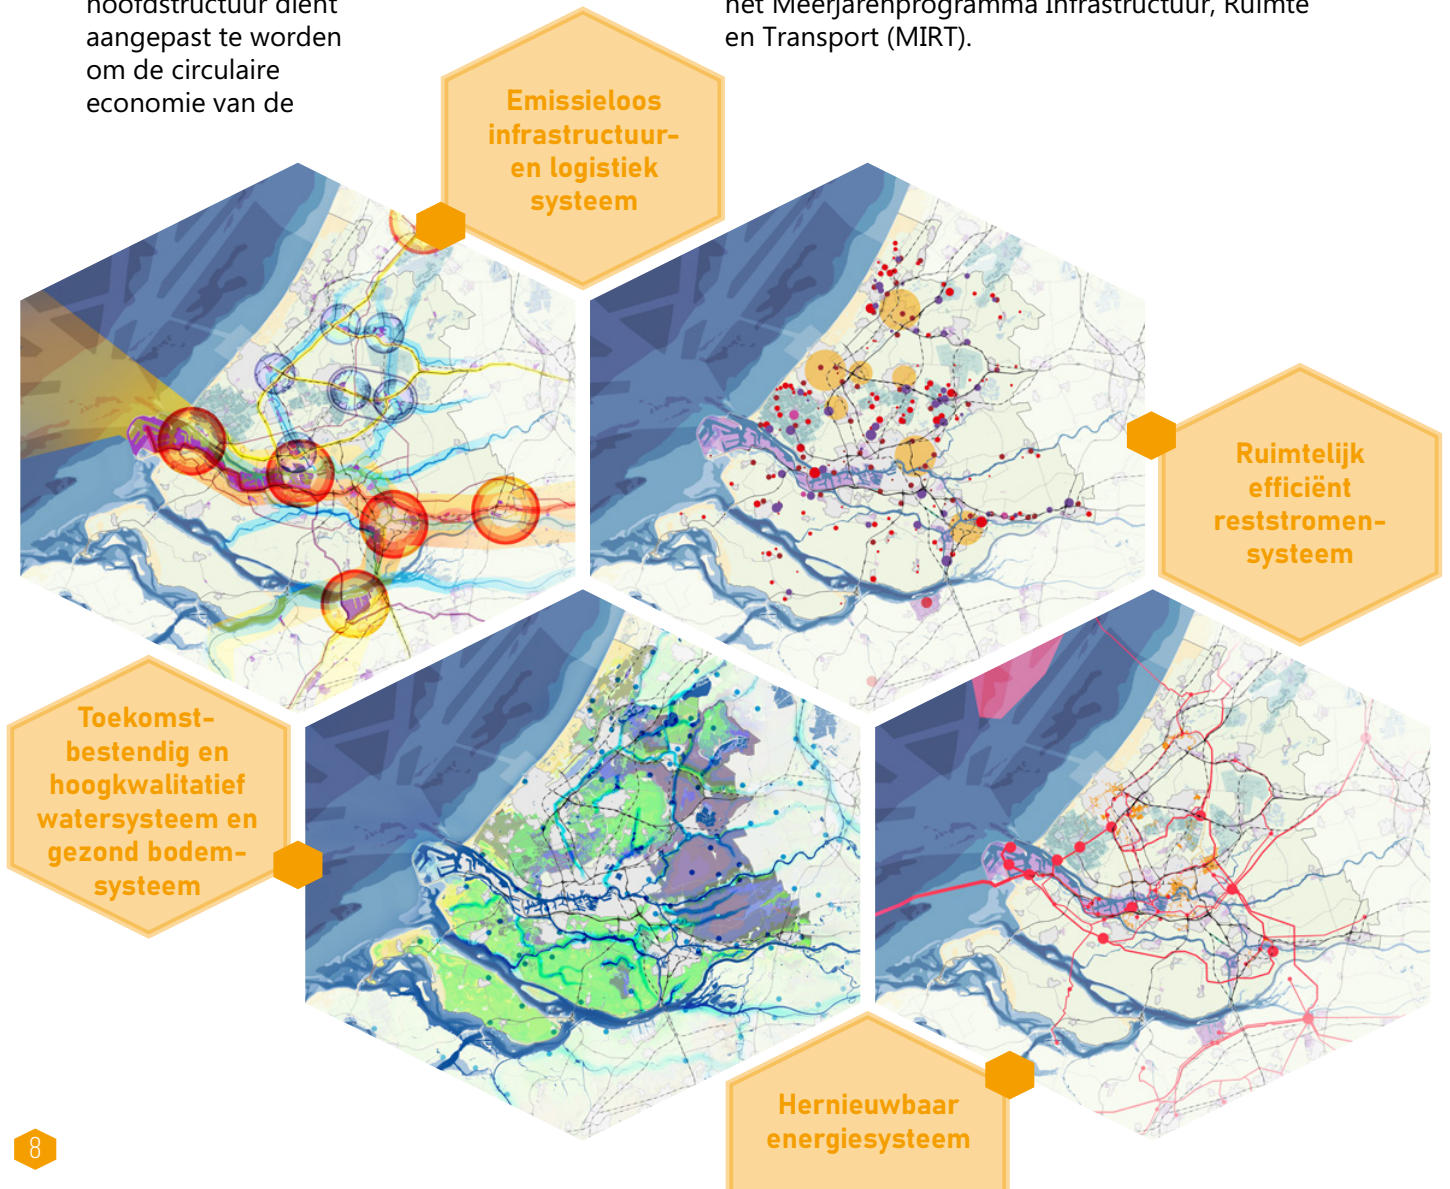 hoofdstructuur dient
aangepast te worden
om de circulaire
economie van de
het Meerjarenprogramma Infrastructuur, Ruimte
en Transport (MIRT).
Emissieloos
infrastructuur-
en logistiek
systeem
Ruimtelijk
efficiënt
reststromen-
systeem
Toekomst-
bestendig en
hoogkwalitatief
watersysteem en
gezond bodem-
systeem
Hernieuwbaar
energiesysteem
8